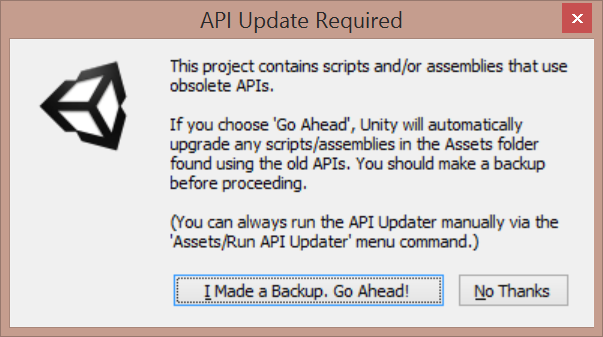 API Update Required
This project contains scripts and/or assemblies that use
obsolete APIs.
If you choose 'Go Ahead', Unity will automatically
upgrade any scripts/assemblies in the Assets folder
found using the old APIs. You should make a backup
before proceeding.
(You can always run the API Updater manually via the
'Assets/Run API Updater' menu command.)
I Made a Backup. Go Ahead!
No Thanks